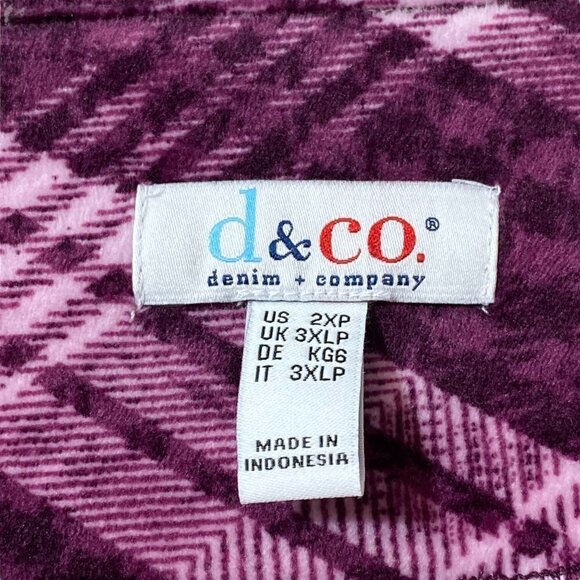 d&co.®
denim + company
US 2XP
UK 3XLP
DE KG6
IT 3XLP
MADE IN
INDONESIA